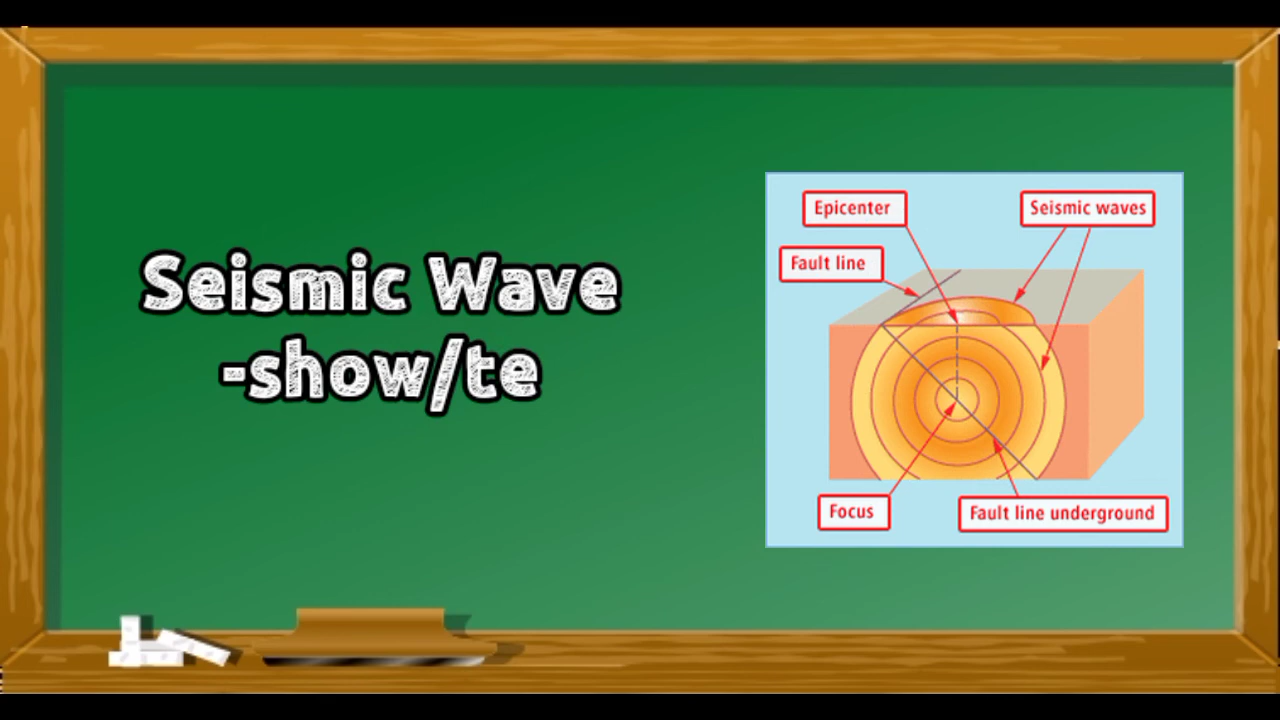 Seismic Wave
-show/te
Epicenter
Seismic waves
Fault line
Focus
Fault line underground